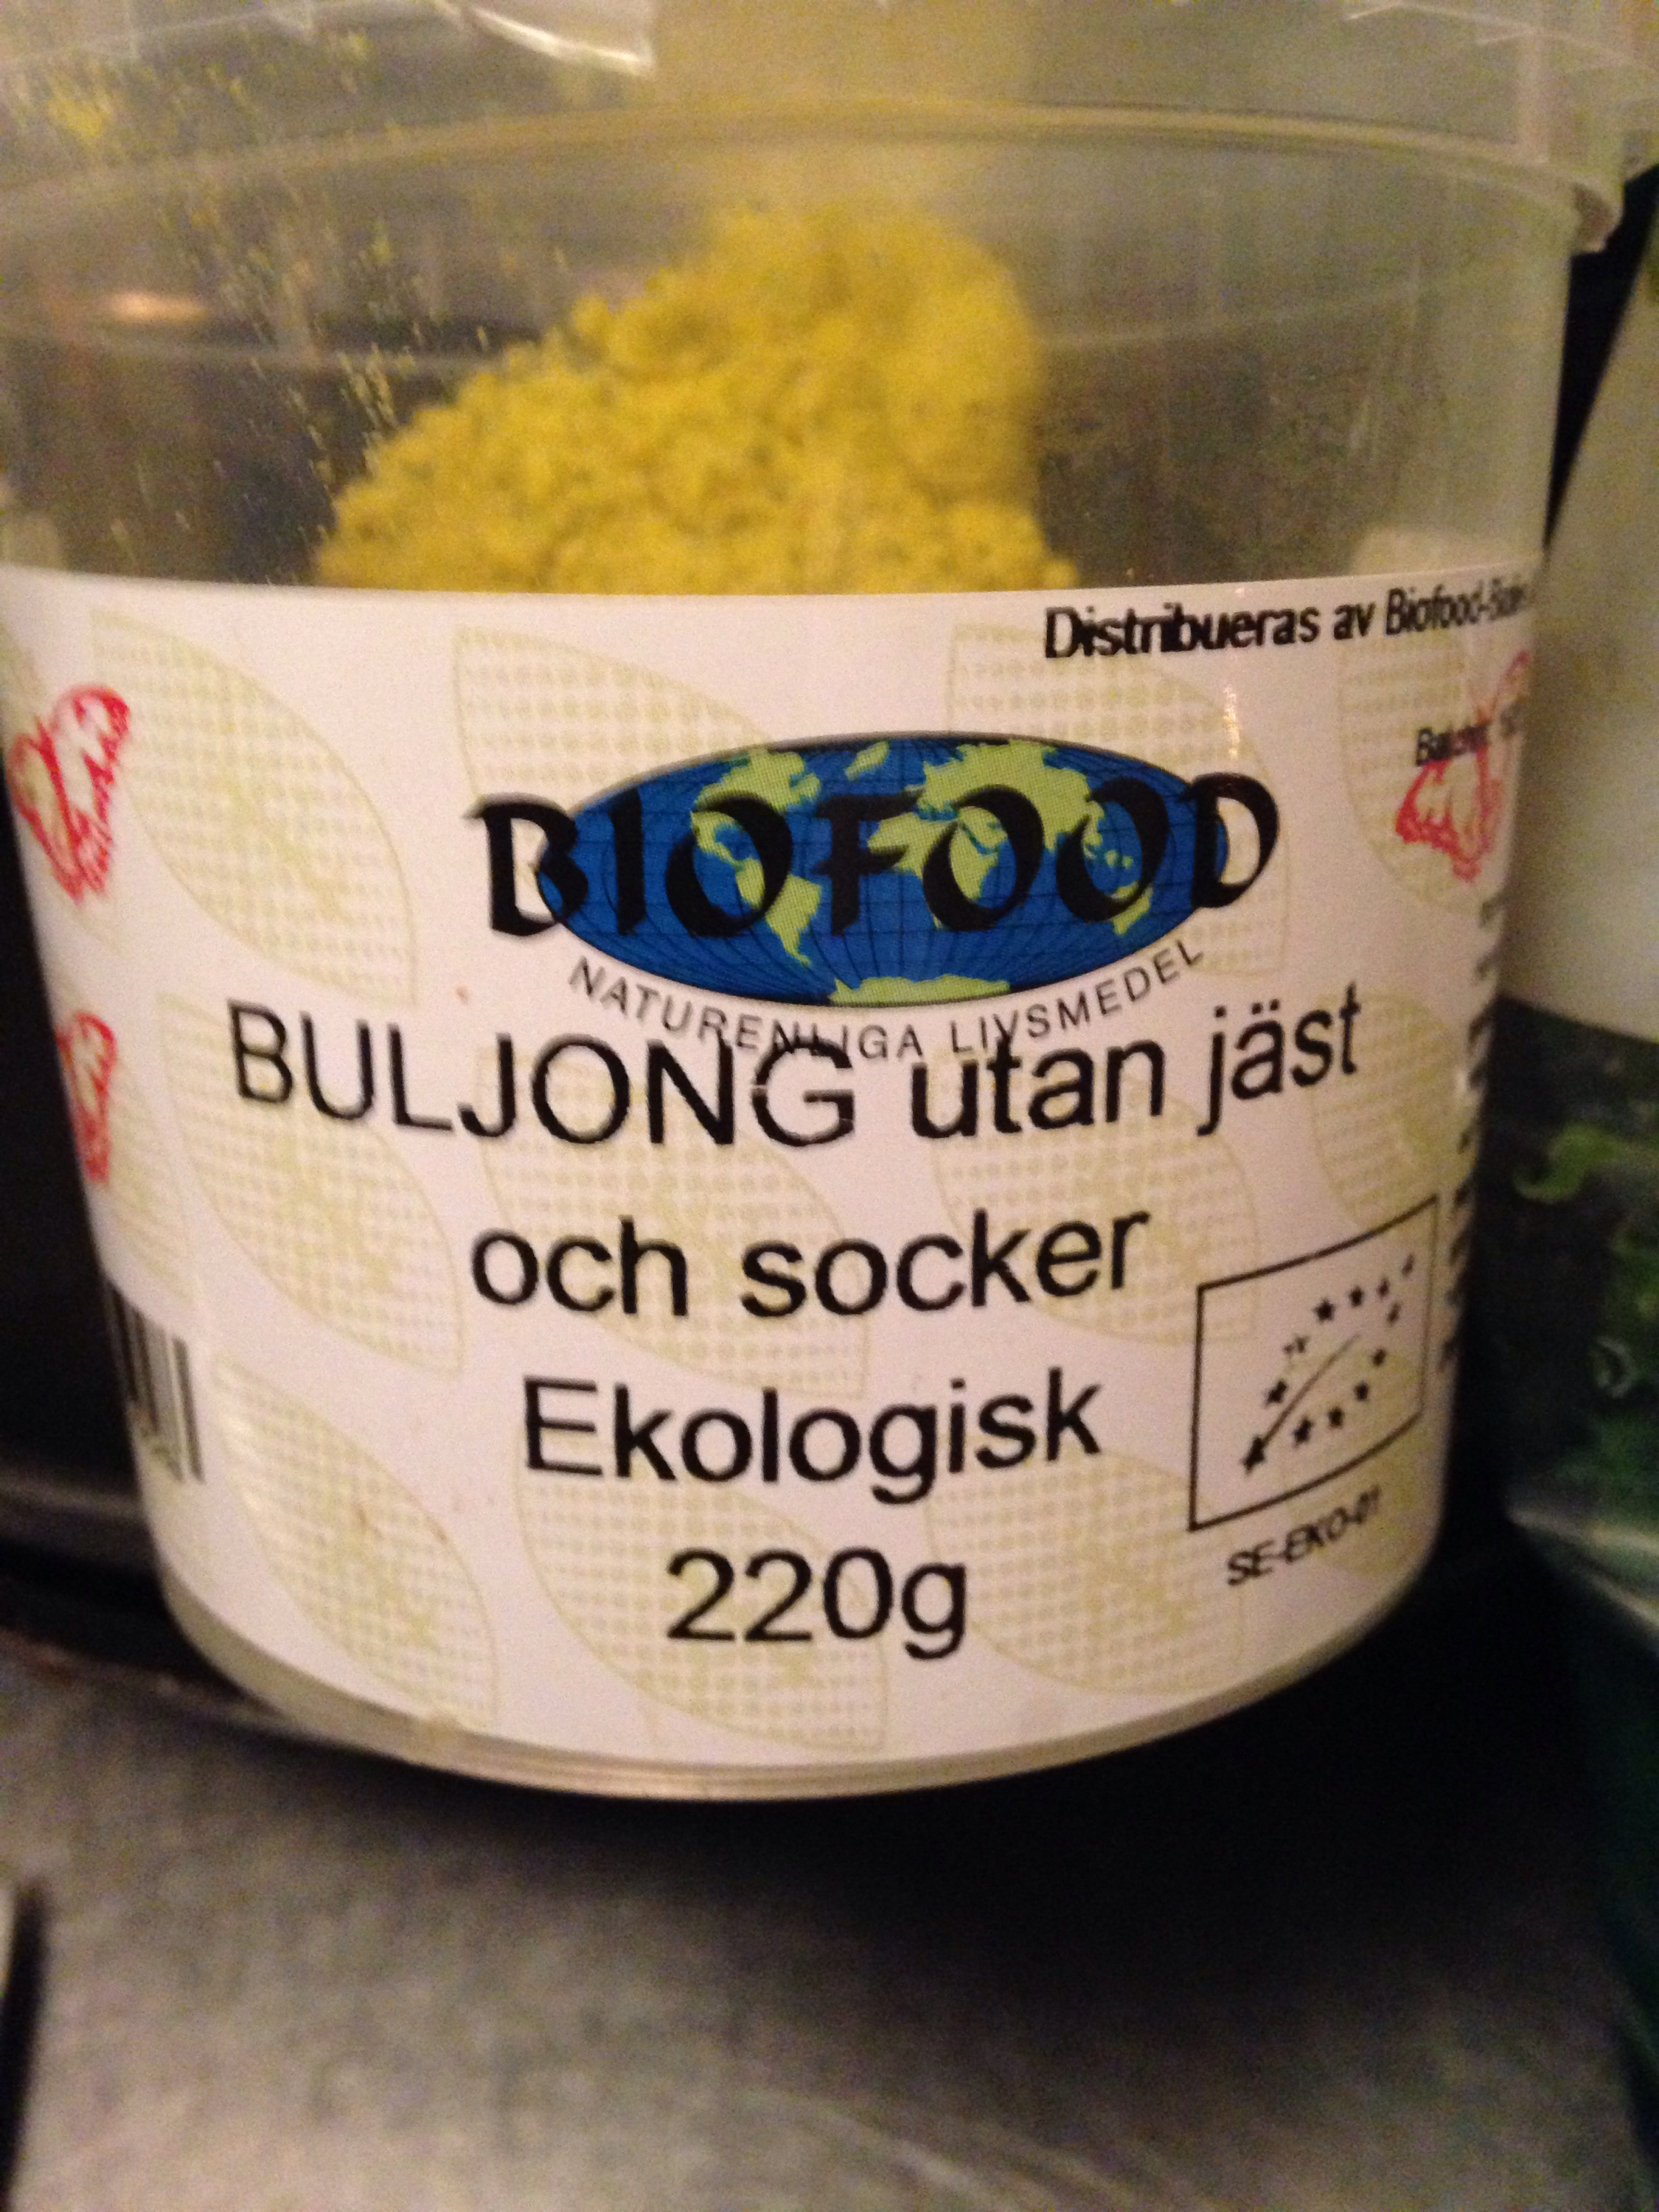 Distribueras av
BIOFOOD
NATURENLIGA LIVSMEDEL
BULJONG utan jäst
och socker
Ekologisk
220g
SE-EKO-01